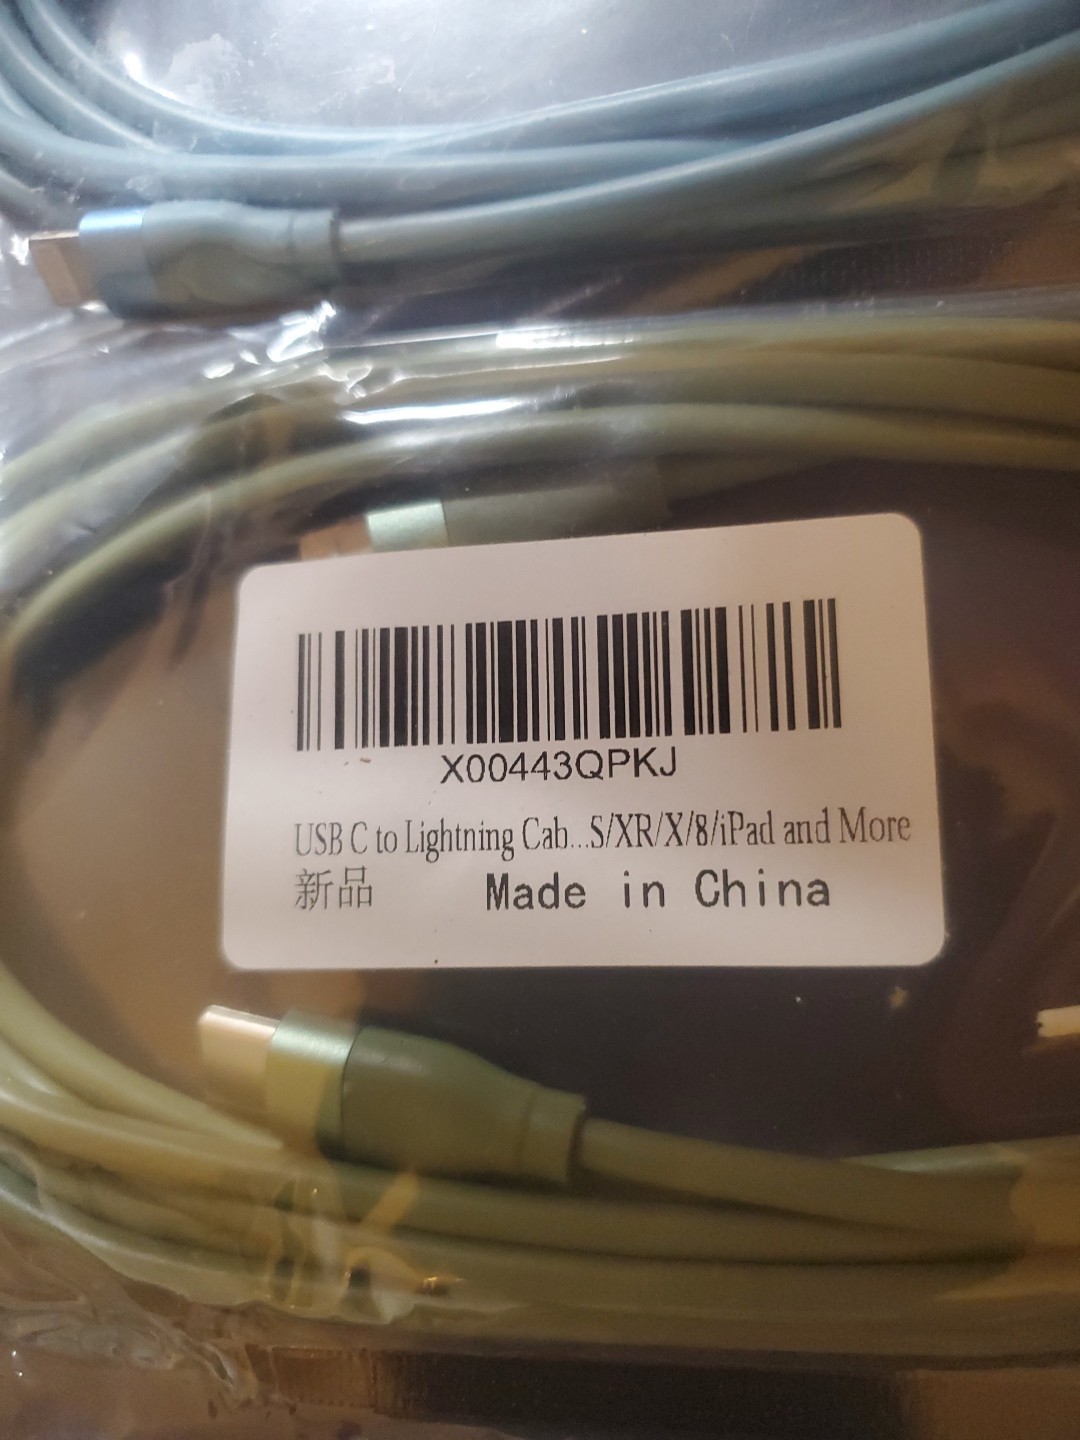 X00443QPKJ
USB C to Lightning Cab...S/XR/X/8/iPad and More
新品 Made in China